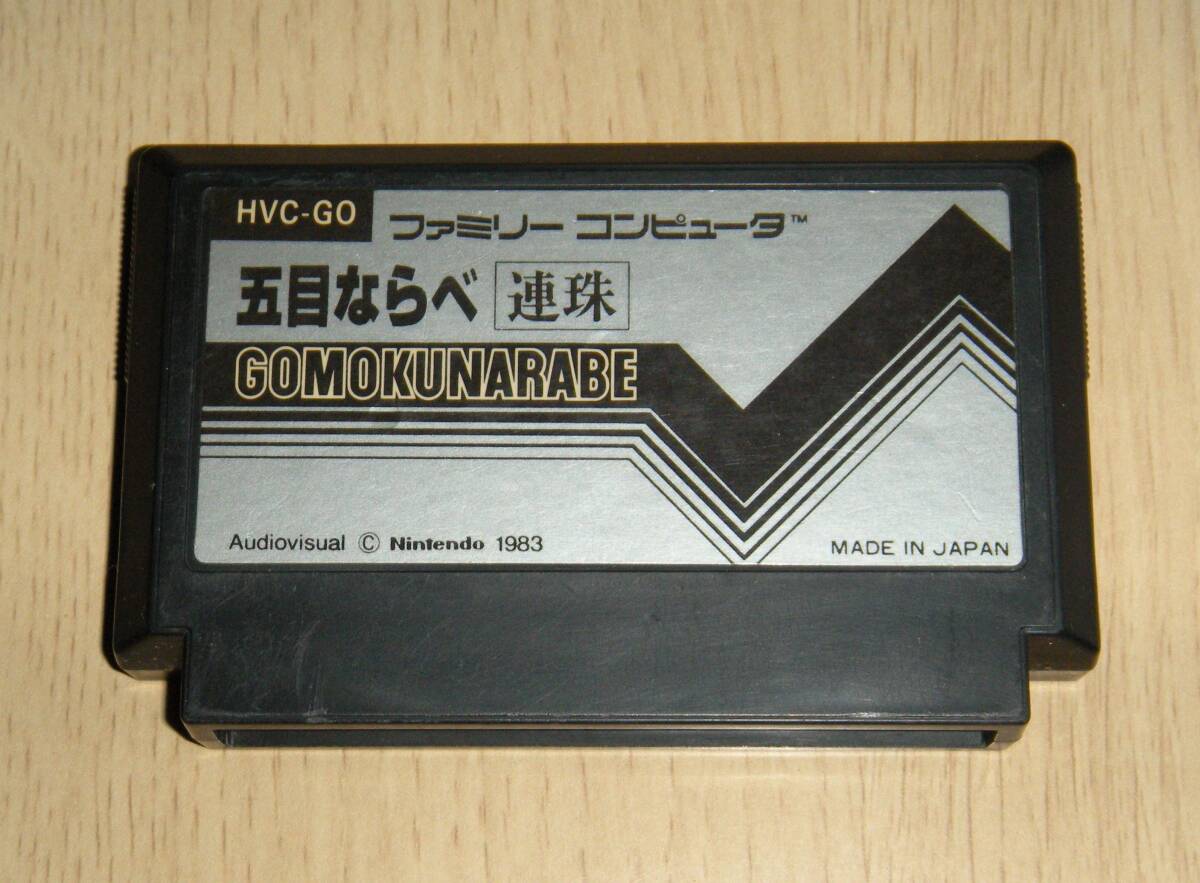 HVC-GO
ファミリー コンピュータ™
五目ならべ 連珠
GOMOKUNARABE
Audiovisual © Nintendo 1983
MADE IN JAPAN